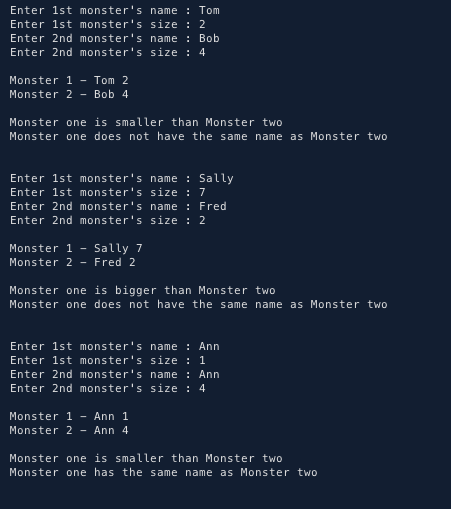 Enter 1st monster's name : Tom
Enter 1st monster's size : 2
Enter 2nd monster's name : Bob
Enter 2nd monster's size : 4
Monster 1 – Tom 2
Monster 2 – Bob 4
Monster one is smaller than Monster two
Monster one does not have the same name as Monster two
Enter 1st monster's name : Sally
Enter 1st monster's size : 7
Enter 2nd monster's name : Fred
Enter 2nd monster's size : 2
Monster 1 – Sally 7
Monster 2 – Fred 2
Monster one is bigger than Monster two
Monster one does not have the same name as Monster two
Enter 1st monster's name : Ann
Enter 1st monster's size : 1
Enter 2nd monster's name : Ann
Enter 2nd monster's size : 4
Monster 1 – Ann 1
Monster 2 – Ann 4
Monster one is smaller than Monster two
Monster one has the same name as Monster two